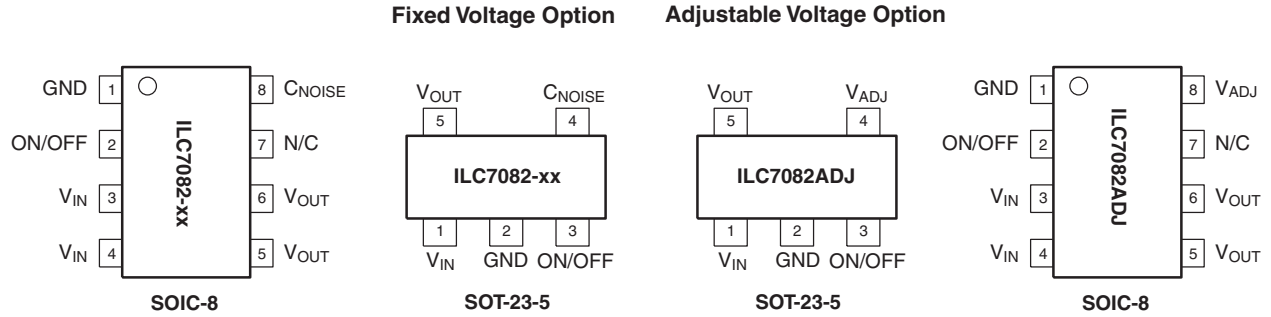 Fixed Voltage Option
Adjustable Voltage Option
GND 1
ON/OFF 2
VIN 3
VIN 4
8 CNOISE
7 N/C
6 VOUT
5 VOUT
ILC7082-xx
SOIC-8
VOUT CNOISE
5 4
ILC7082-xx
1 2 3
VIN GND ON/OFF
SOT-23-5
VOUT VADJ
5 4
ILC7082ADJ
1 2 3
VIN GND ON/OFF
SOT-23-5
GND 1
ON/OFF 2
VIN 3
VIN 4
8 VADJ
7 N/C
6 VOUT
5 VOUT
ILC7082ADJ
SOIC-8